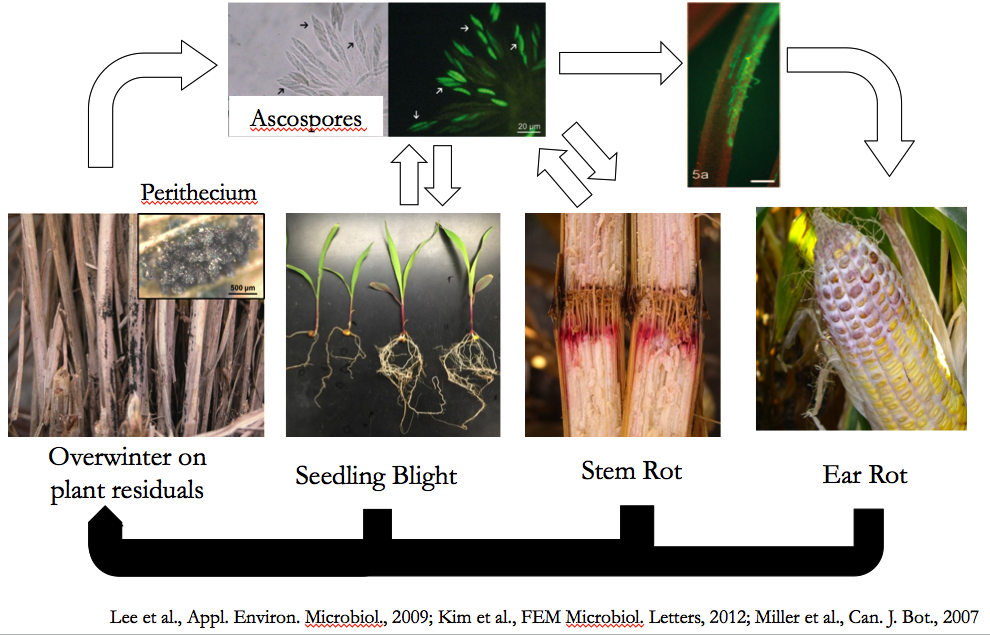 Ascospores
20 µm
5a
Perithecium
500 µm
Overwinter on
plant residuals
Seedling Blight
Stem Rot
Ear Rot
Lee et al., Appl. Environ. Microbiol., 2009; Kim et al., FEM Microbiol. Letters, 2012; Miller et al., Can. J. Bot., 2007